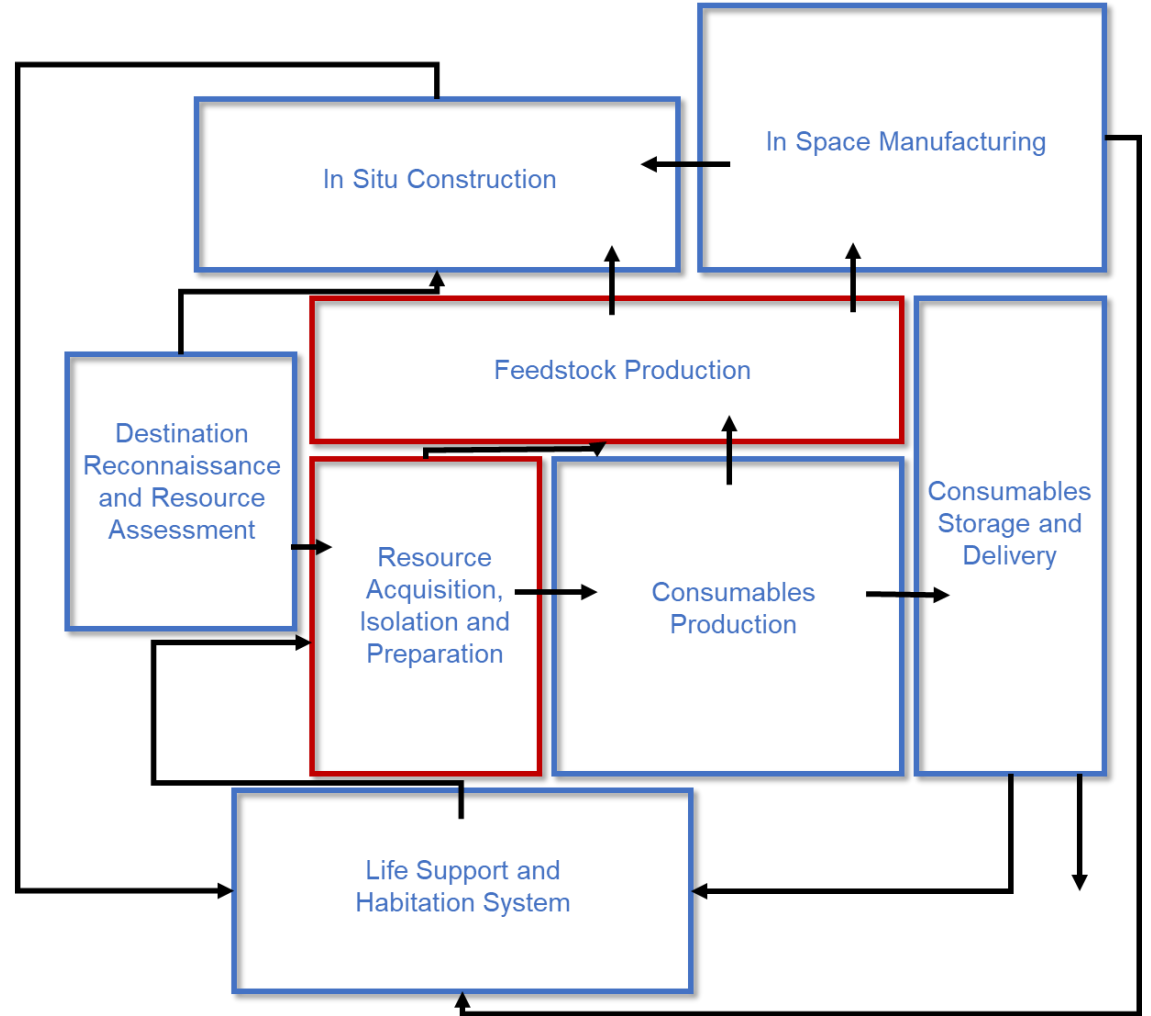 In Space Manufacturing
In Situ Construction
Feedstock Production
Destination
Reconnaissance
and Resource
Assessment
Consumables
Storage and
Delivery
Resource
Acquisition,
Isolation and
Preparation
Consumables
Production
Life Support and
Habitation System